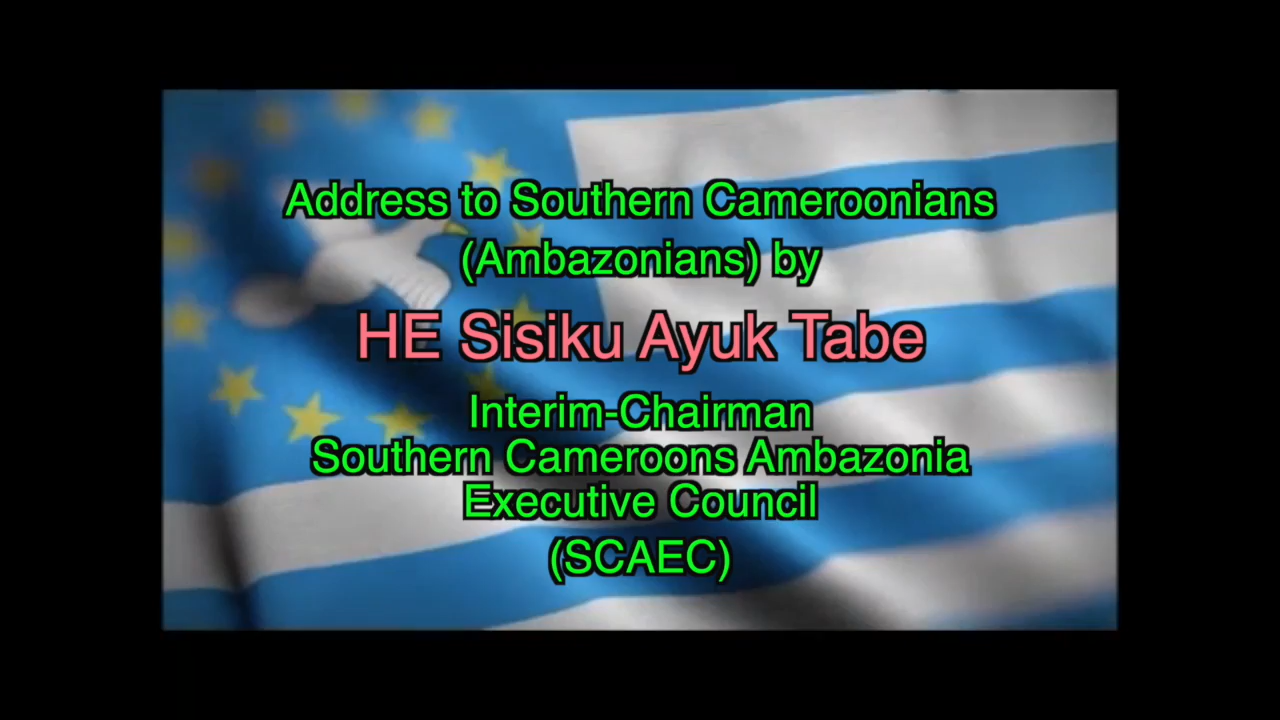 Address to Southern Cameroonians
(Ambazonians) by
HE Sisiku Ayuk Tabe
Interim-Chairman
Southern Cameroons Ambazonia
Executive Council
(SCAEC)